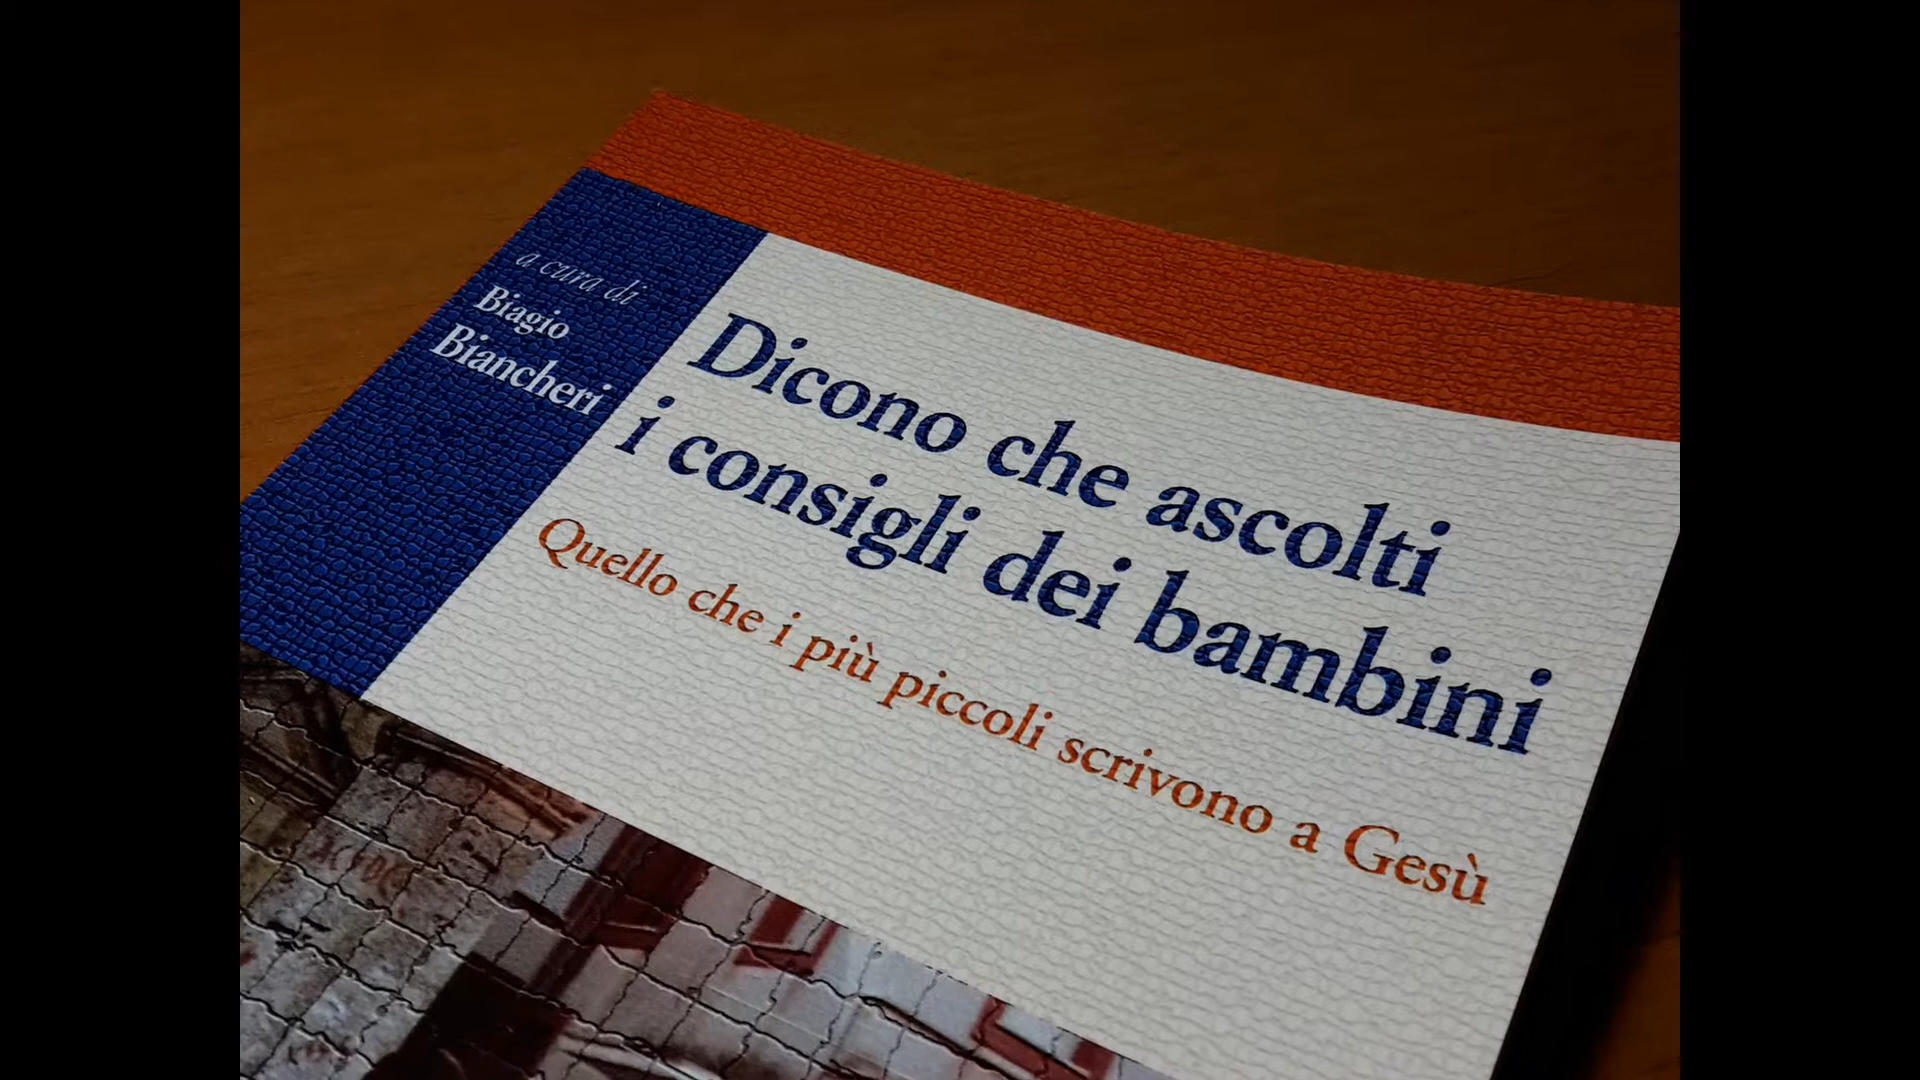 a cura di
Biagio
Biancheri
Dicono che ascolti
i consigli dei bambini
Quello che i più piccoli scrivono a Gesù